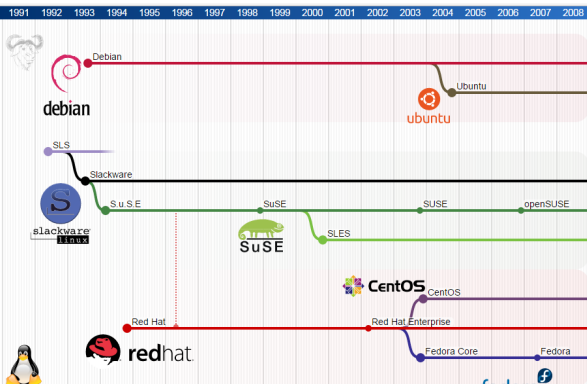 1991 1992 1993 1994 1995 1996 1997 1998 1999 2000 2001 2002 2003 2004 2005 2006 2007 2008
Debian
debian
Ubuntu
ubuntu
SLS
Slackware
slackware
linux
S.u.S.E
SuSE
SUSE
openSUSE
SuSE
SLES
CentOS
CentOS
Red Hat
Red Hat Enterprise
redhat.
Fedora Core
Fedora